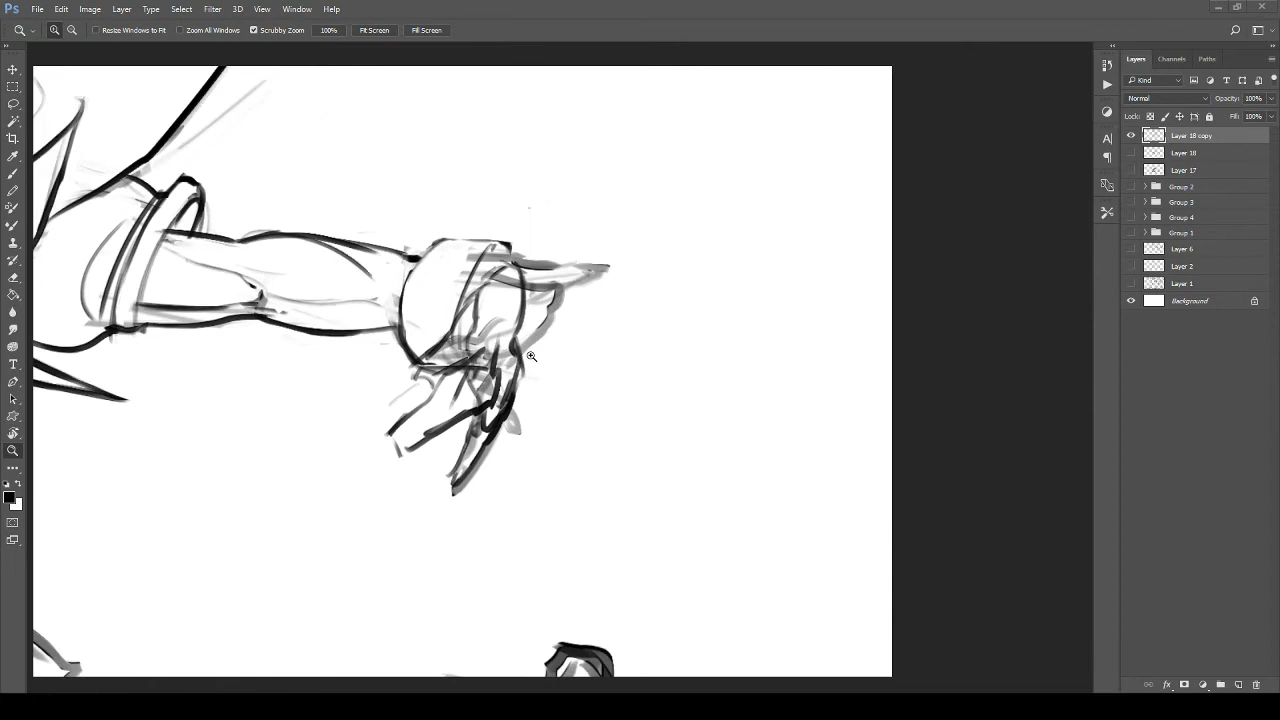 Ps File Edit Image Layer Type Select Filter 3D View Window Help
Resize Windows to Fit Zoom All Windows Scrubby Zoom 100% Fit Screen Fill Screen
Layers Channels Paths
Kind
Normal Opacity: 100%
Lock: Fill: 100%
Layer 18 copy
Layer 18
Layer 17
Group 2
Group 3
Group 4
Group 1
Layer 6
Layer 2
Layer 1
Background